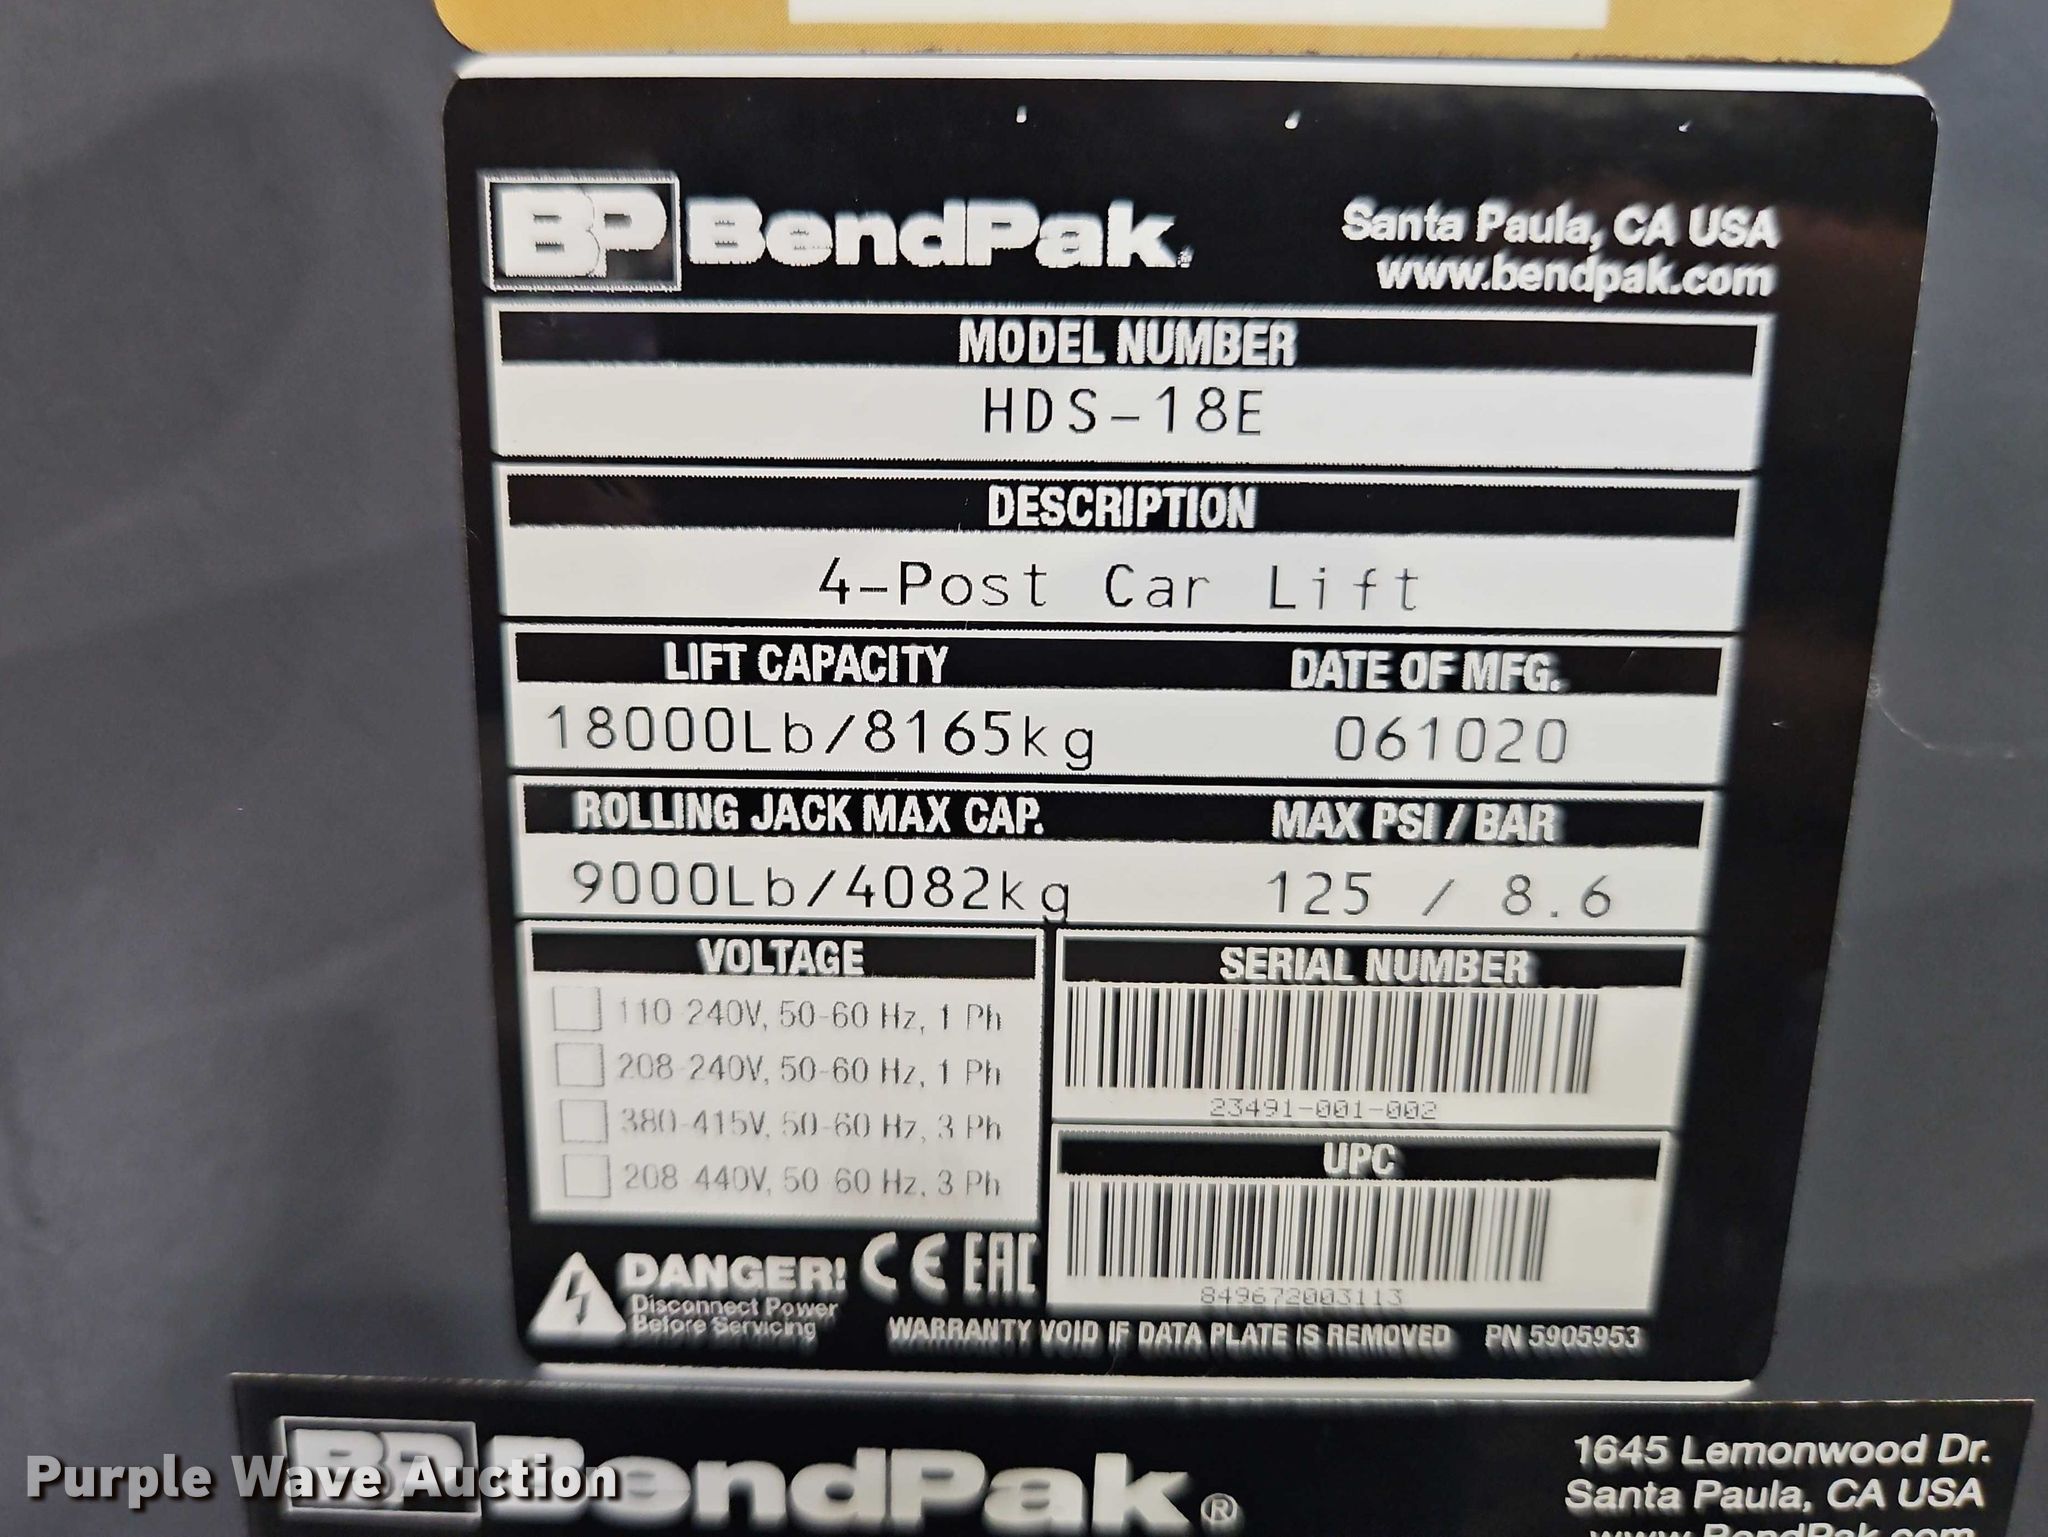 BP BendPak.
Santa Paula, CA USA
www.bendpak.com
MODEL NUMBER
HDS-18E
DESCRIPTION
4-Post Car Lift
LIFT CAPACITY DATE OF MFG.
18000Lb/8165kg 061020
ROLLING JACK MAX CAP. MAX PSI / BAR
9000Lb/4082kg 125 / 8.6
VOLTAGE
110-240V, 50-60 Hz, 1 Ph
208-240V, 50-60 Hz, 1 Ph
380-415V, 50-60 Hz, 3 Ph
208-440V, 50-60 Hz, 3 Ph
SERIAL NUMBER
23491-001-002
UPC
849672003113
DANGER! CE EAC
Disconnect Power
Before Servicing
WARRANTY VOID IF DATA PLATE IS REMOVED PN 5905953
BP BendPak®
1645 Lemonwood Dr.
Santa Paula, CA USA
www.BendPak.com
Purple Wave Auction